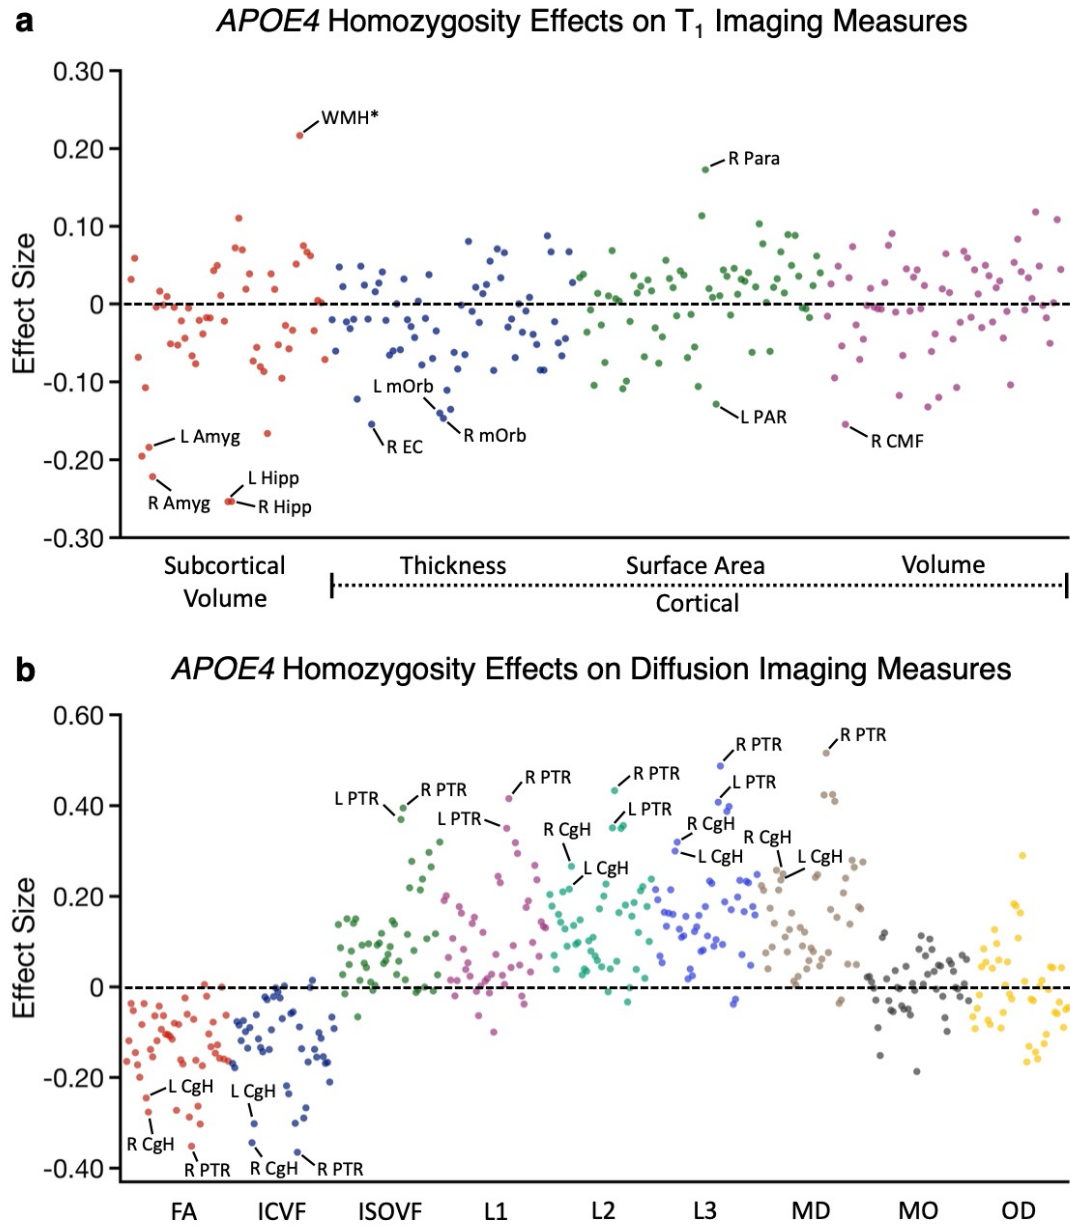 a
APOE4 Homozygosity Effects on T1 Imaging Measures
0.30
WMH*
0.20
R Para
0.10
Effect Size
0
-0.10
L mOrb
R EC
R mOrb
L PAR
R CMF
L Amyg
-0.20
R Amyg
L Hipp
R Hipp
-0.30
Subcortical Volume
Thickness
Surface Area
Volume
Cortical
b
APOE4 Homozygosity Effects on Diffusion Imaging Measures
0.60
R PTR
R PTR
L PTR
R PTR
R PTR
R PTR
L PTR
0.40
L PTR
L PTR
R CgH
R CgH
R CgH
L CgH
L CgH
L CgH
0.20
Effect Size
0
-0.20
L CgH
L CgH
R CgH
R PTR
R CgH
R PTR
-0.40
FA ICVF ISOVF L1 L2 L3 MD MO OD